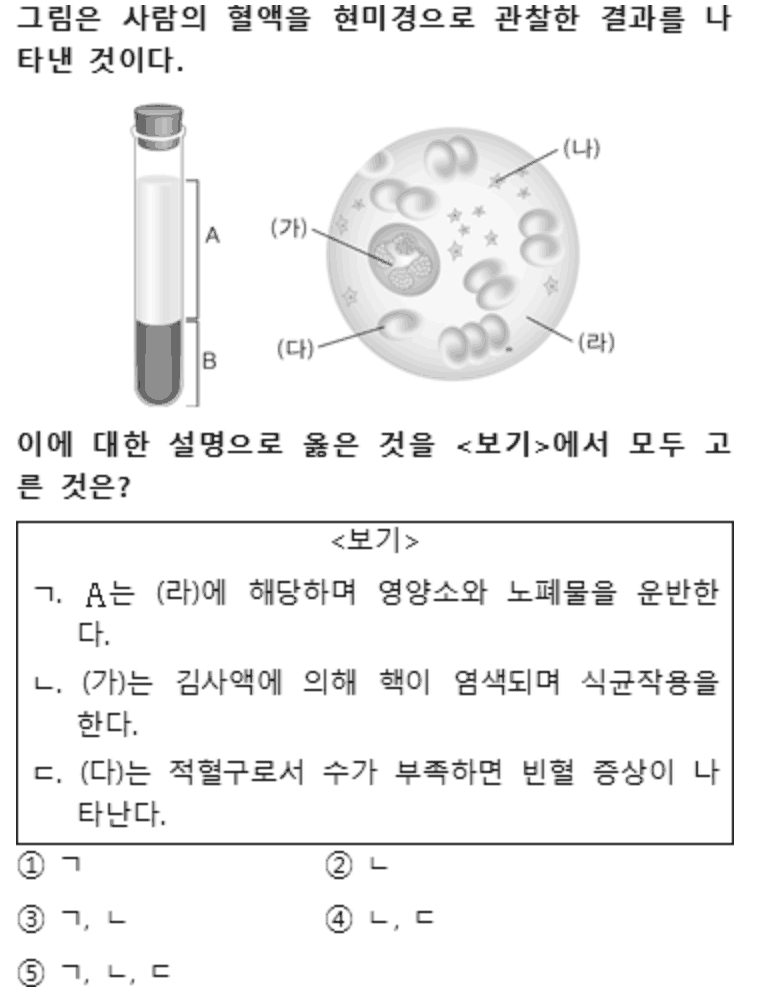 그림은 사람의 혈액을 현미경으로 관찰한 결과를 나
타낸 것이다.
A
B
(가)
(나)
(다)
(라)
이에 대한 설명으로 옳은 것을 <보기>에서 모두 고
른 것은?
<보기>
ㄱ. A는 (라)에 해당하며 영양소와 노폐물을 운반한
다.
ㄴ. (가)는 김사액에 의해 핵이 염색되며 식균작용을
한다.
ㄷ. (다)는 적혈구로서 수가 부족하면 빈혈 증상이 나
타난다.
① ㄱ ② ㄴ
③ ㄱ, ㄴ ④ ㄴ, ㄷ
⑤ ㄱ, ㄴ, ㄷ